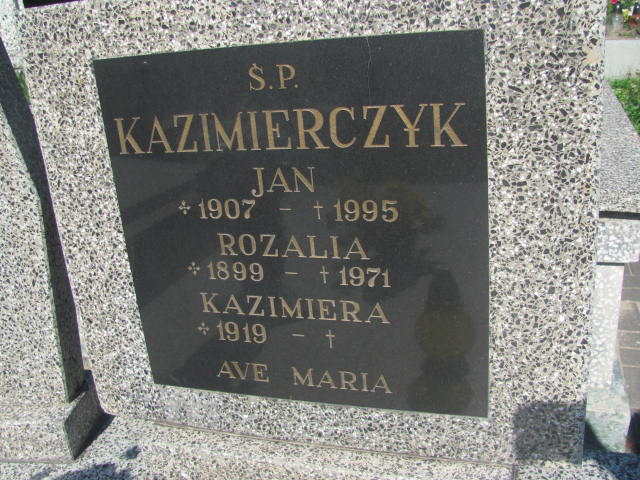 Ś.P.
KAZIMIERCZYK
JAN
* 1907 – † 1995
ROZALIA
* 1899 – † 1971
KAZIMIERA
* 1919 – †
AVE MARIA